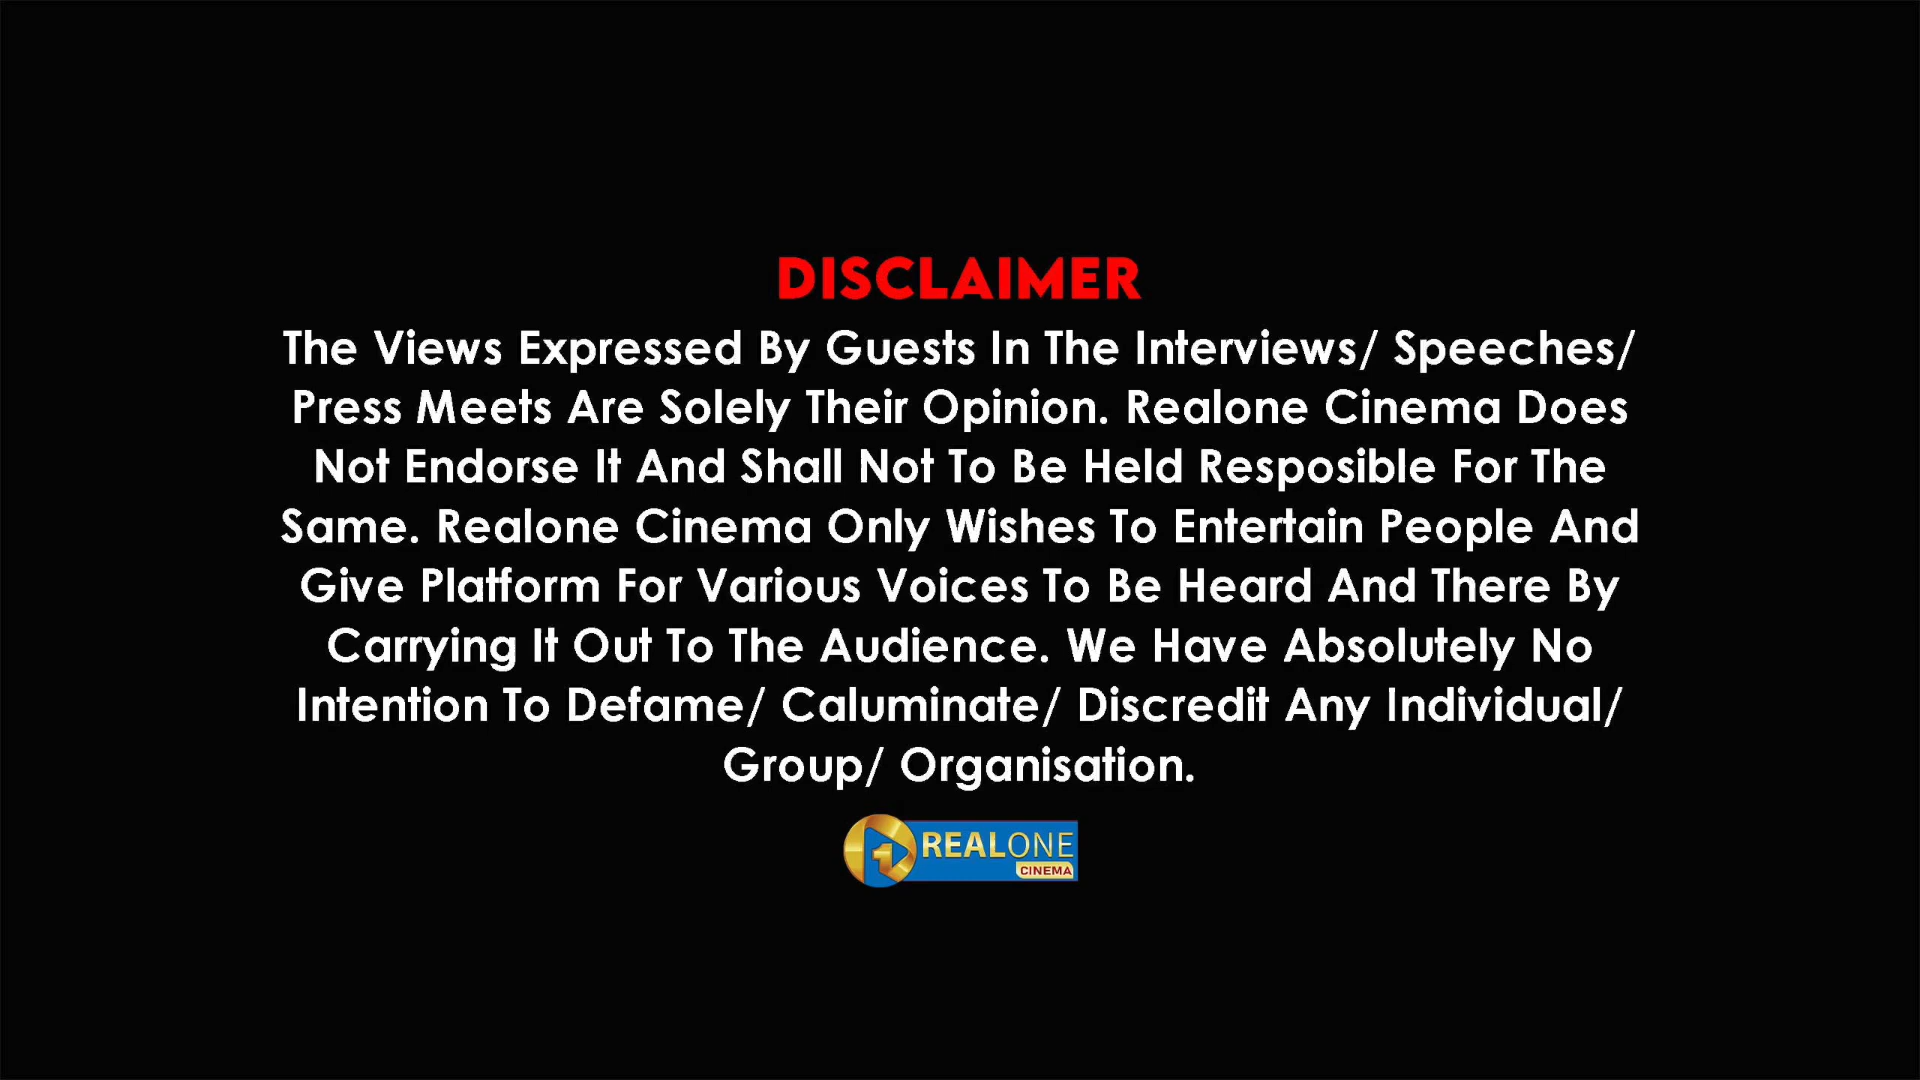 DISCLAIMER
The Views Expressed By Guests In The Interviews/ Speeches/
Press Meets Are Solely Their Opinion. Realone Cinema Does
Not Endorse It And Shall Not To Be Held Resposible For The
Same. Realone Cinema Only Wishes To Entertain People And
Give Platform For Various Voices To Be Heard And There By
Carrying It Out To The Audience. We Have Absolutely No
Intention To Defame/ Caluminate/ Discredit Any Individual/
Group/ Organisation.
1 REALONE
CINEMA